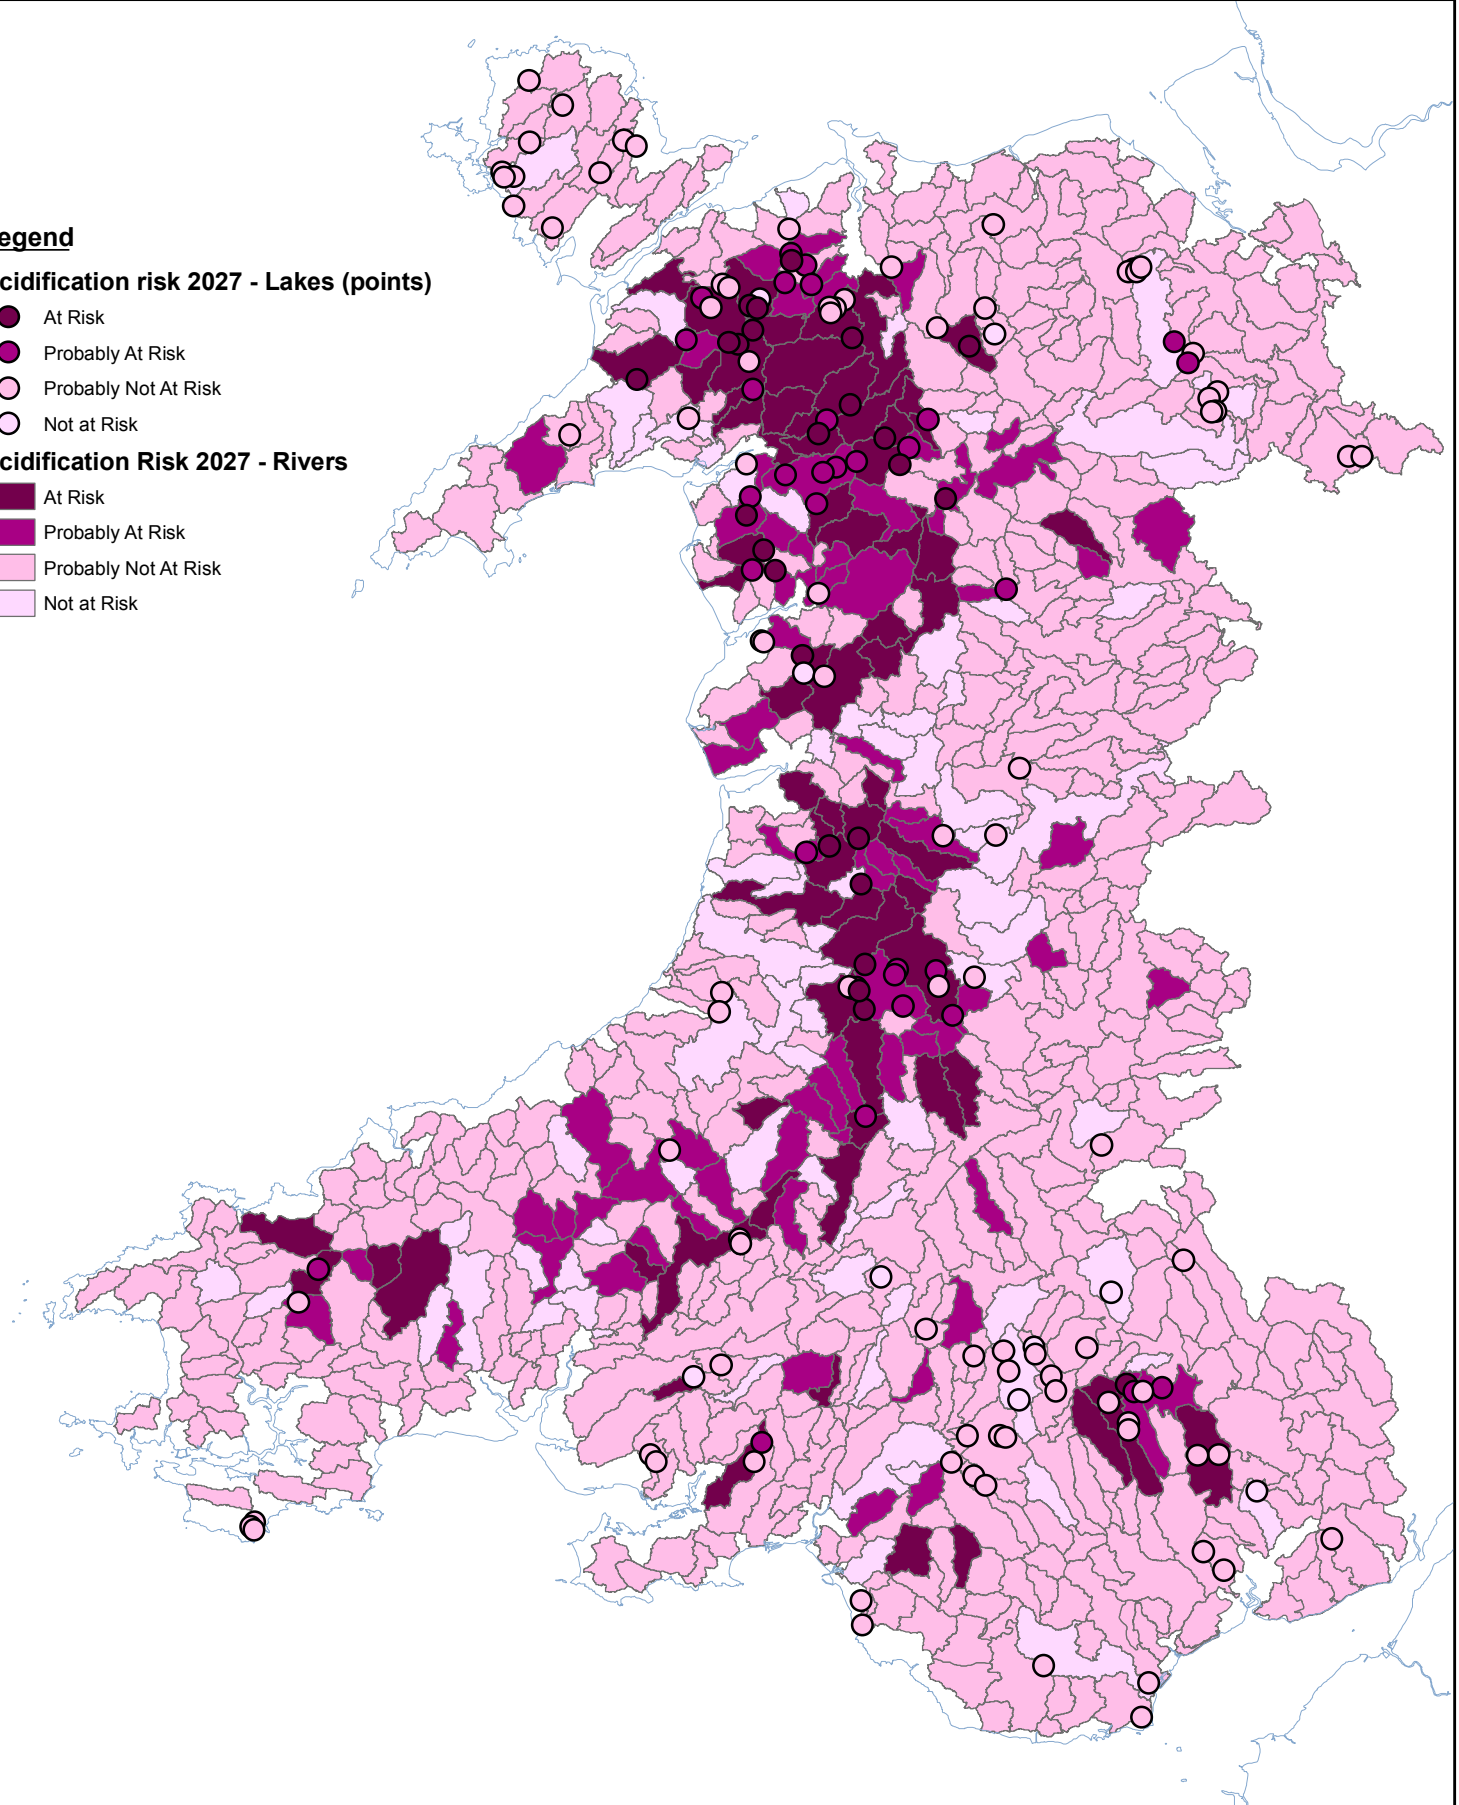 egend
cidification risk 2027 - Lakes (points)
At Risk
Probably At Risk
Probably Not At Risk
Not at Risk
cidification Risk 2027 - Rivers
At Risk
Probably At Risk
Probably Not At Risk
Not at Risk